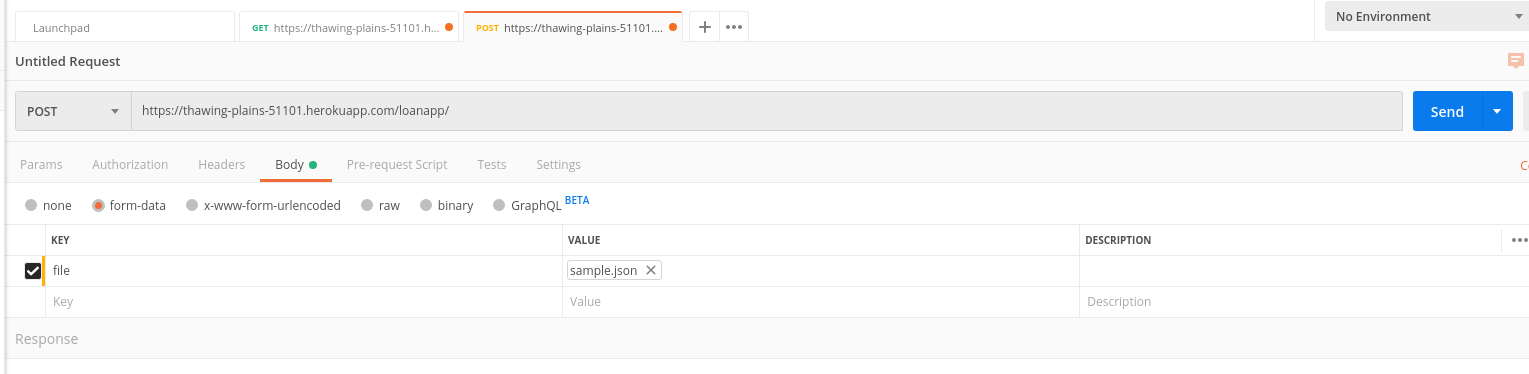 Launchpad
GET https://thawing-plains-51101.h...
POST https://thawing-plains-51101....
No Environment
Untitled Request
POST https://thawing-plains-51101.herokuapp.com/loanapp/ Send
Params Authorization Headers Body Pre-request Script Tests Settings
none form-data x-www-form-urlencoded raw binary GraphQL BETA
KEY VALUE DESCRIPTION
file sample.json
Key Value Description
Response